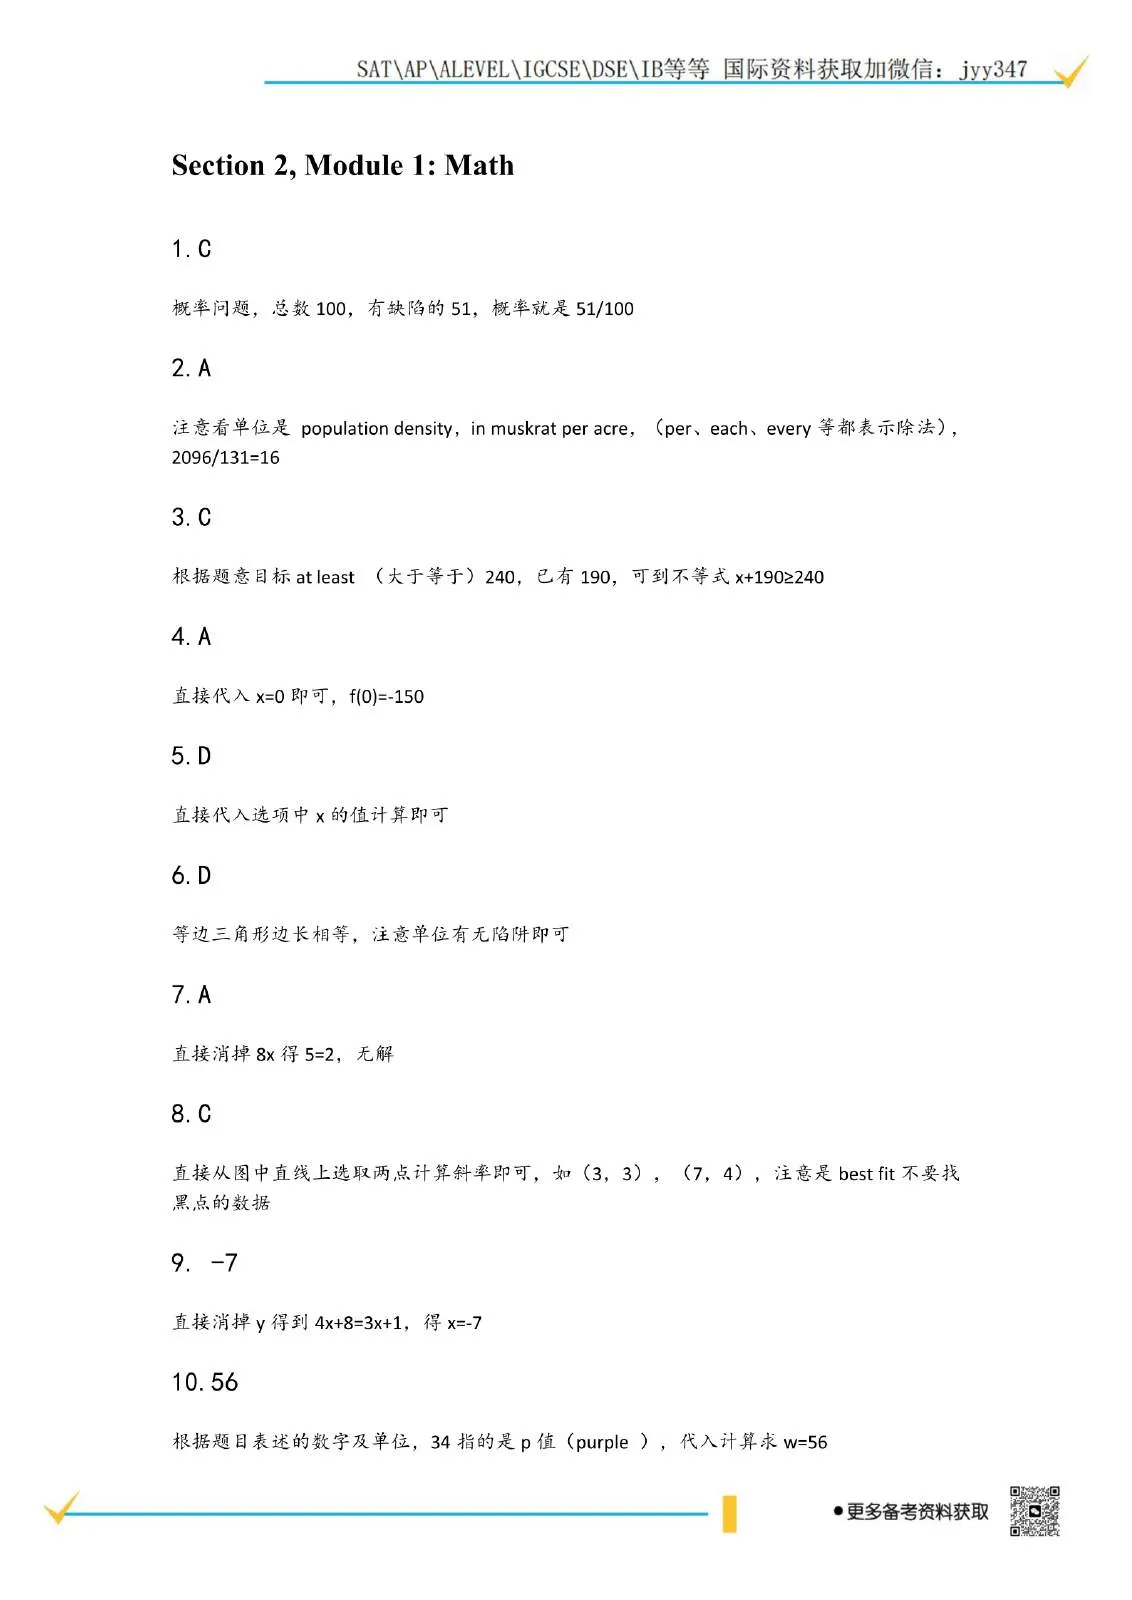 SAT\AP\ALEVEL\IGCSE\DSE\IB等等 国际资料获取加微信：jyy347
Section 2, Module 1: Math
1. C
概率问题，总数 100，有缺陷的 51，概率就是 51/100
2. A
注意看单位是 population density，in muskrat per acre，（per、each、every 等都表示除法），
2096/131=16
3. C
根据题意目标 at least （大于等于）240，已有 190，可到不等式 x+190≥240
4. A
直接代入 x=0 即可，f(0)=-150
5. D
直接代入选项中 x 的值计算即可
6. D
等边三角形边长相等，注意单位有无陷阱即可
7. A
直接消掉 8x 得 5=2，无解
8. C
直接从图中直线上选取两点计算斜率即可，如（3，3），（7，4），注意是 best fit 不要找
黑点的数据
9. -7
直接消掉 y 得到 4x+8=3x+1，得 x=-7
10. 56
根据题目表述的数字及单位，34 指的是 p 值（purple ），代入计算求 w=56
●更多备考资料获取